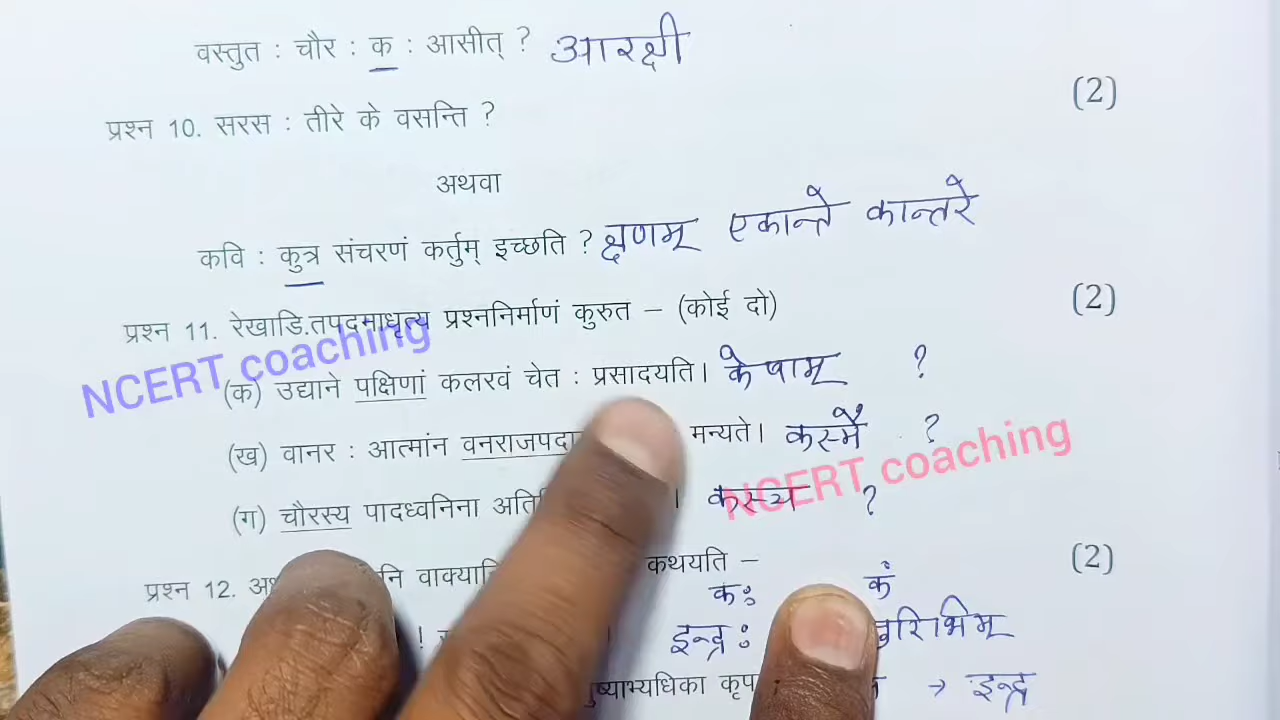 वस्तुत : चौर : क : आसीत् ? आरक्षी
प्रश्न 10. सरस : तीरे के वसन्ति ? (2)
अथवा
कवि : कुत्र संचरणं कर्तुम् इच्छति ? क्षणम् एकान्ते कान्तरे
प्रश्न 11. रेखाडि.तपदमाधृत्य प्रश्ननिर्माणं कुरुत – (कोई दो) (2)
NCERT coaching
(क) उद्याने पक्षिणां कलरवं चेत : प्रसादयति। केषाम् ?
(ख) वानर : आत्मांन वनराजपदा मन्यते। कस्मै ?
NCERT coaching
(ग) चौरस्य पादध्वनिना अति । कस्य ?
प्रश्न 12. नि कथयति – (2)
कः कं
! इन्द्रः
कृप → इन्द्र